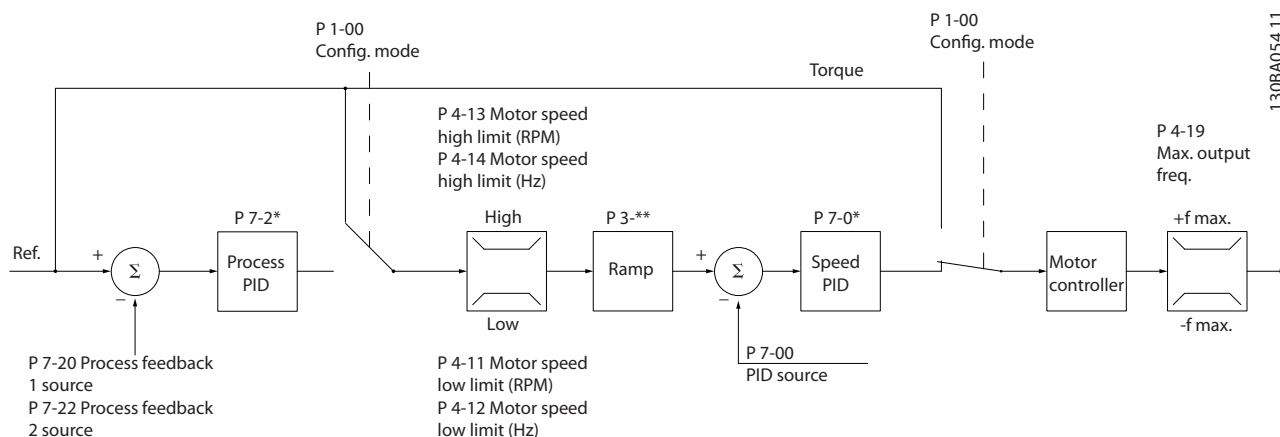 P 1-00
Config. mode
P 1-00
Config. mode
130BA054.11
Torque
P 4-13 Motor speed
high limit (RPM)
P 4-14 Motor speed
high limit (Hz)
P 4-19
Max. output
freq.
P 7-2*
High
P 3-**
P 7-0*
+f max.
Ref.
+
Σ
−
Process
PID
Ramp
+
Σ
−
Speed
PID
Motor
controller
Low
-f max.
P 7-20 Process feedback
1 source
P 7-22 Process feedback
2 source
P 4-11 Motor speed
low limit (RPM)
P 4-12 Motor speed
low limit (Hz)
P 7-00
PID source